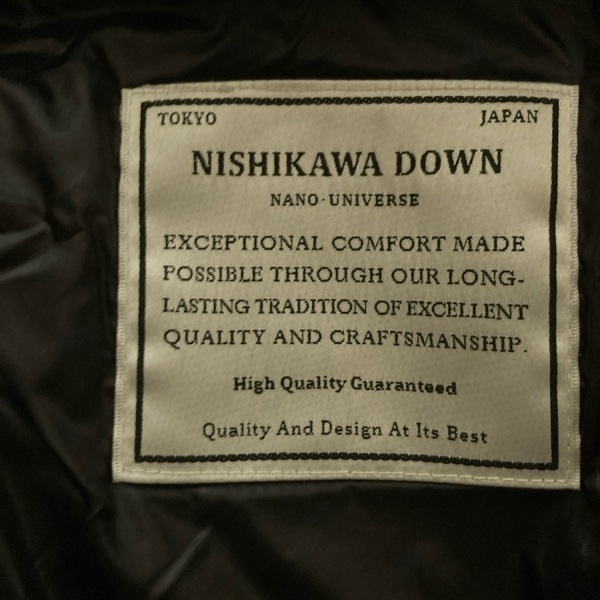 TOKYO JAPAN
NISHIKAWA DOWN
NANO·UNIVERSE
EXCEPTIONAL COMFORT MADE
POSSIBLE THROUGH OUR LONG-
LASTING TRADITION OF EXCELLENT
QUALITY AND CRAFTSMANSHIP.
High Quality Guaranteed
Quality And Design At Its Best